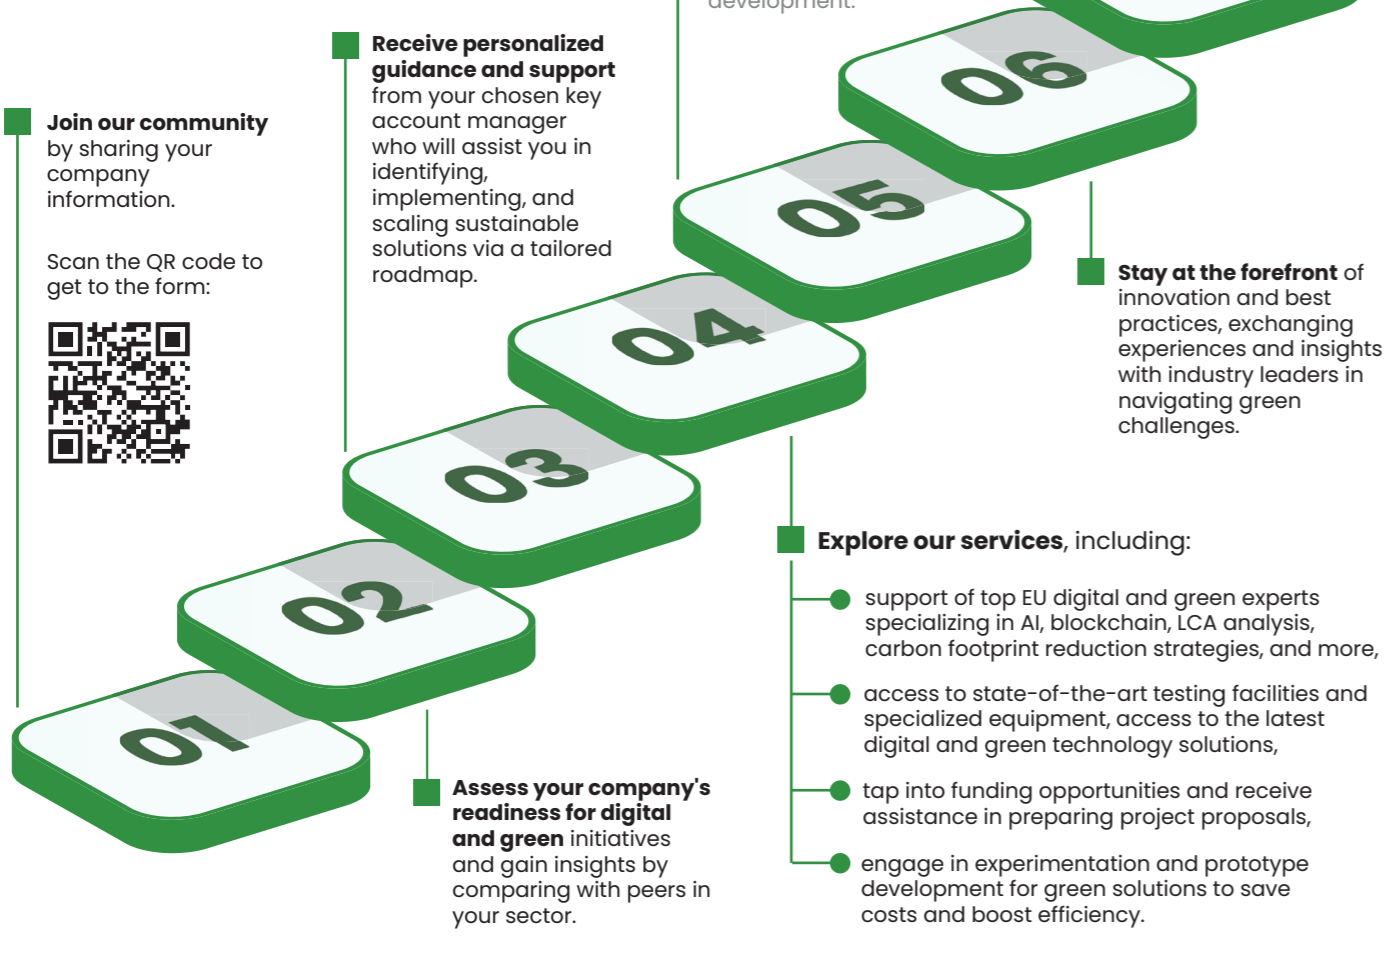 development.
Join our community
by sharing your
company
information.
Scan the QR code to
get to the form:
01
Assess your company's
readiness for digital
and green initiatives
and gain insights by
comparing with peers in
your sector.
02
Receive personalized
guidance and support
from your chosen key
account manager
who will assist you in
identifying,
implementing, and
scaling sustainable
solutions via a tailored
roadmap.
03
Explore our services, including:
support of top EU digital and green experts
specializing in AI, blockchain, LCA analysis,
carbon footprint reduction strategies, and more,
access to state-of-the-art testing facilities and
specialized equipment, access to the latest
digital and green technology solutions,
tap into funding opportunities and receive
assistance in preparing project proposals,
engage in experimentation and prototype
development for green solutions to save
costs and boost efficiency.
04
05
Stay at the forefront of
innovation and best
practices, exchanging
experiences and insights
with industry leaders in
navigating green
challenges.
06